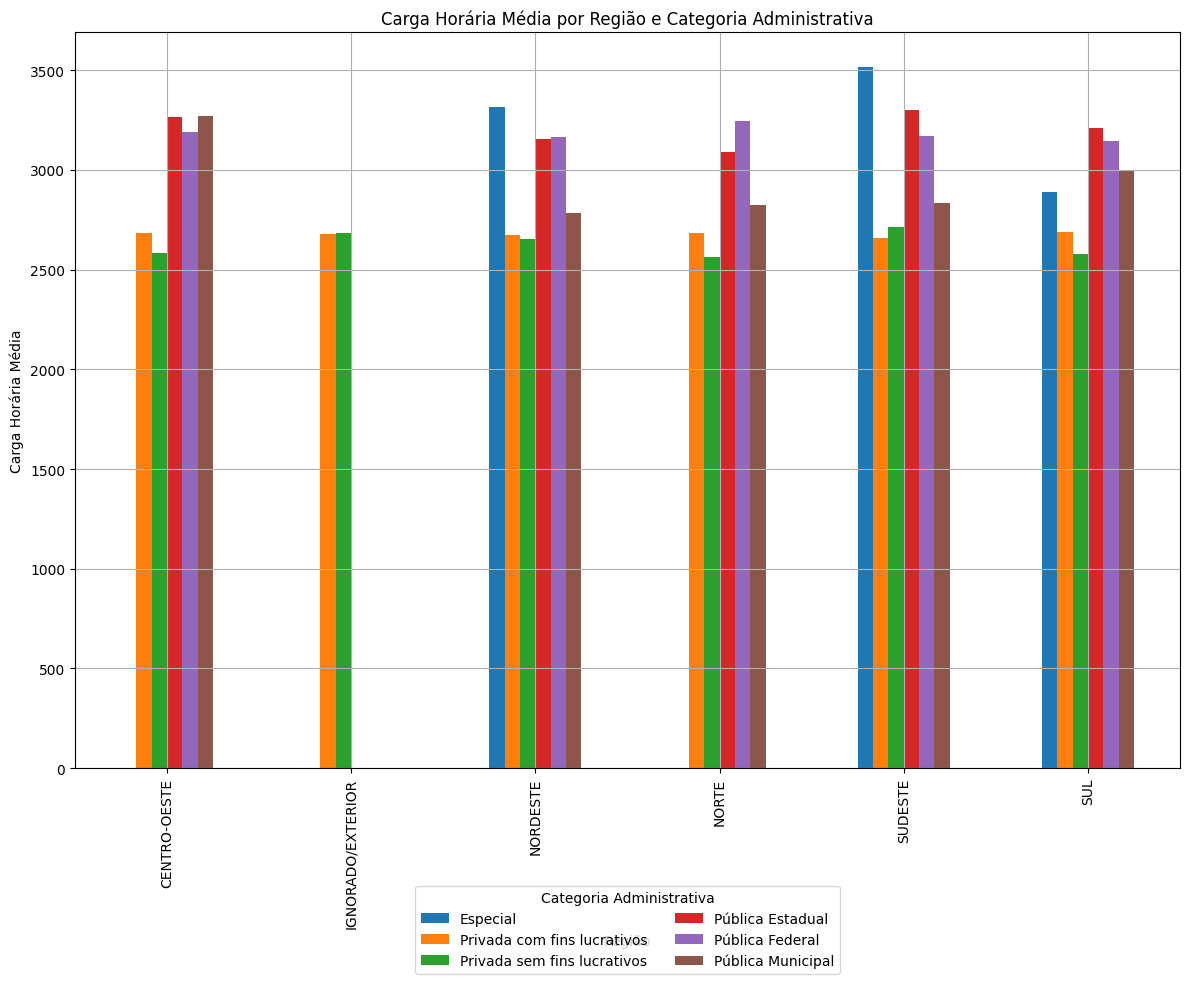 Carga Horária Média por Região e Categoria Administrativa
Carga Horária Média
3500
3000
2500
2000
1500
1000
500
0
CENTRO-OESTE
IGNORADO/EXTERIOR
NORDESTE
NORTE
SUDESTE
SUL
Categoria Administrativa
Especial
Privada com fins lucrativos
Privada sem fins lucrativos
Pública Estadual
Pública Federal
Pública Municipal
Região